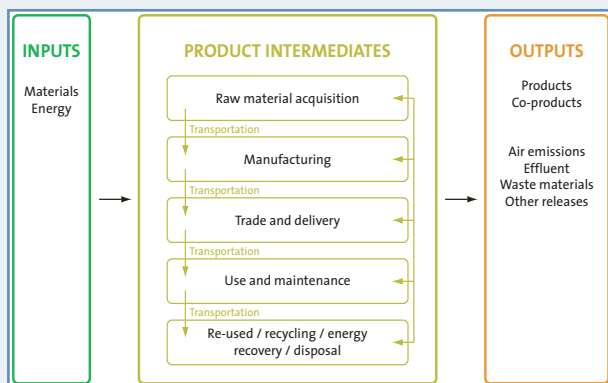 INPUTS
Materials
Energy
PRODUCT INTERMEDIATES
Raw material acquisition
Transportation
Manufacturing
Transportation
Trade and delivery
Transportation
Use and maintenance
Transportation
Re-used / recycling / energy
recovery / disposal
OUTPUTS
Products
Co-products
Air emissions
Effluent
Waste materials
Other releases